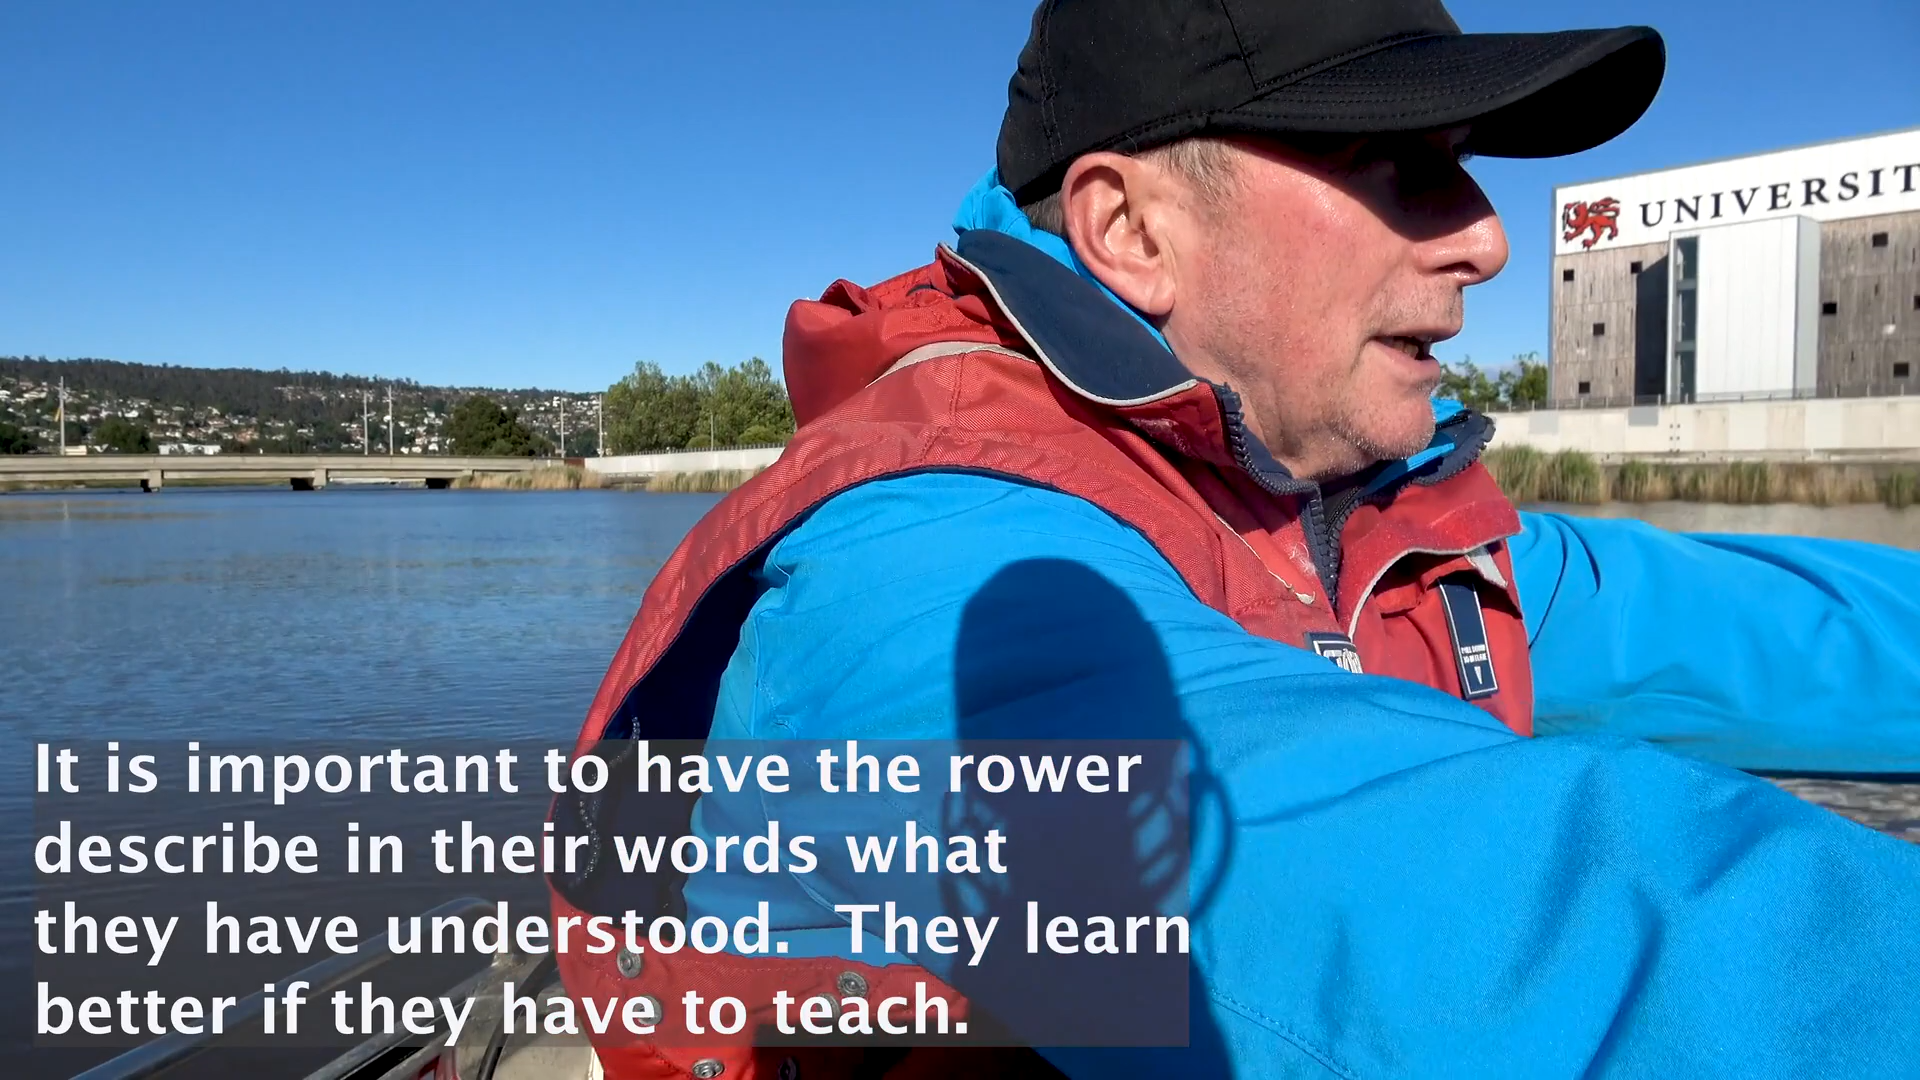 UNIVERSIT
It is important to have the rower
describe in their words what
they have understood.  They learn
better if they have to teach.